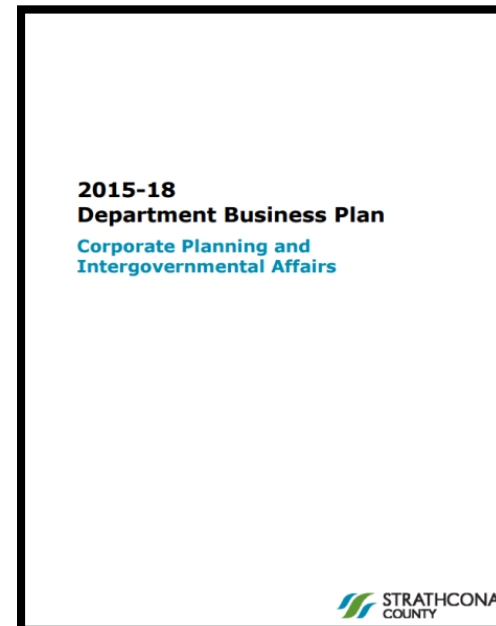 2015-18
Department Business Plan
Corporate Planning and
Intergovernmental Affairs
STRATHCONA
COUNTY